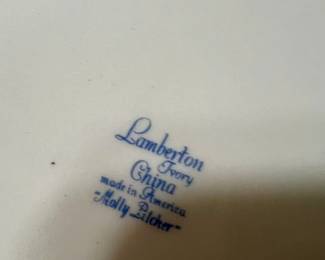 Lamberton
Ivory
China
made in America
-Molly Pitcher-